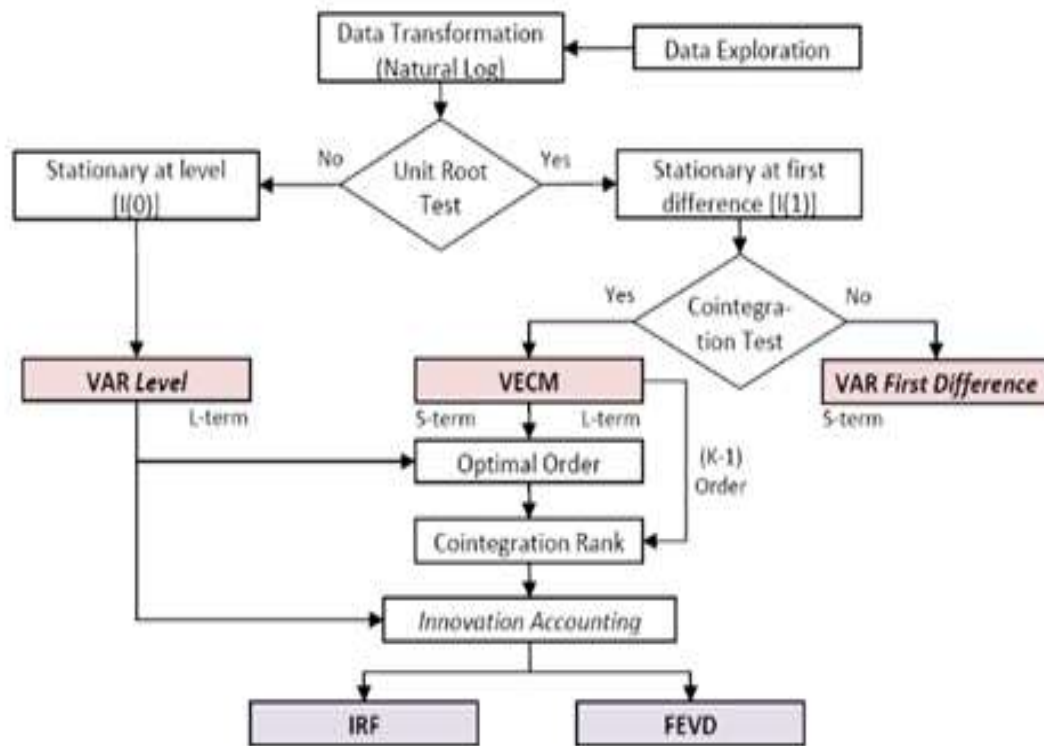 Data Transformation
(Natural Log)
Data Exploration
No
Unit Root
Test
Yes
Stationary at level
[I(0)]
Stationary at first
difference [I(1)]
Yes
Cointegra-
tion Test
No
VAR Level
VECM
VAR First Difference
L-term
S-term
L-term
S-term
Optimal Order
(K-1)
Order
Cointegration Rank
Innovation Accounting
IRF
FEVD